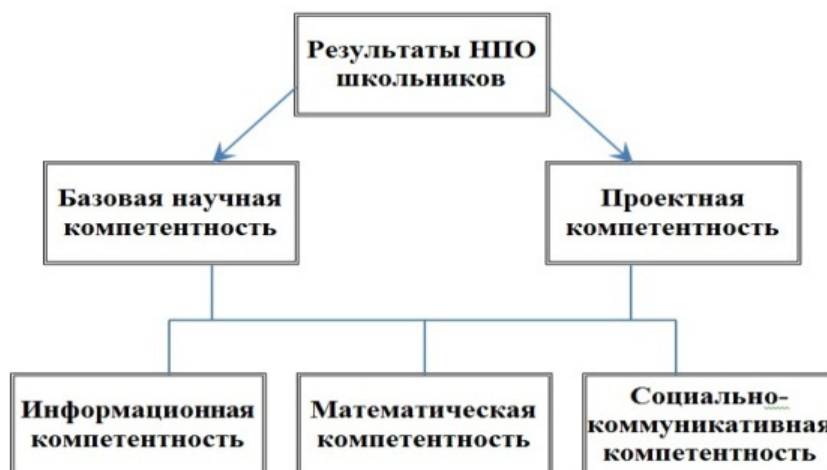 Результаты НПО
школьников
Базовая научная
компетентность
Проектная
компетентность
Информационная
компетентность
Математическая
компетентность
Социально-
коммуникативная
компетентность